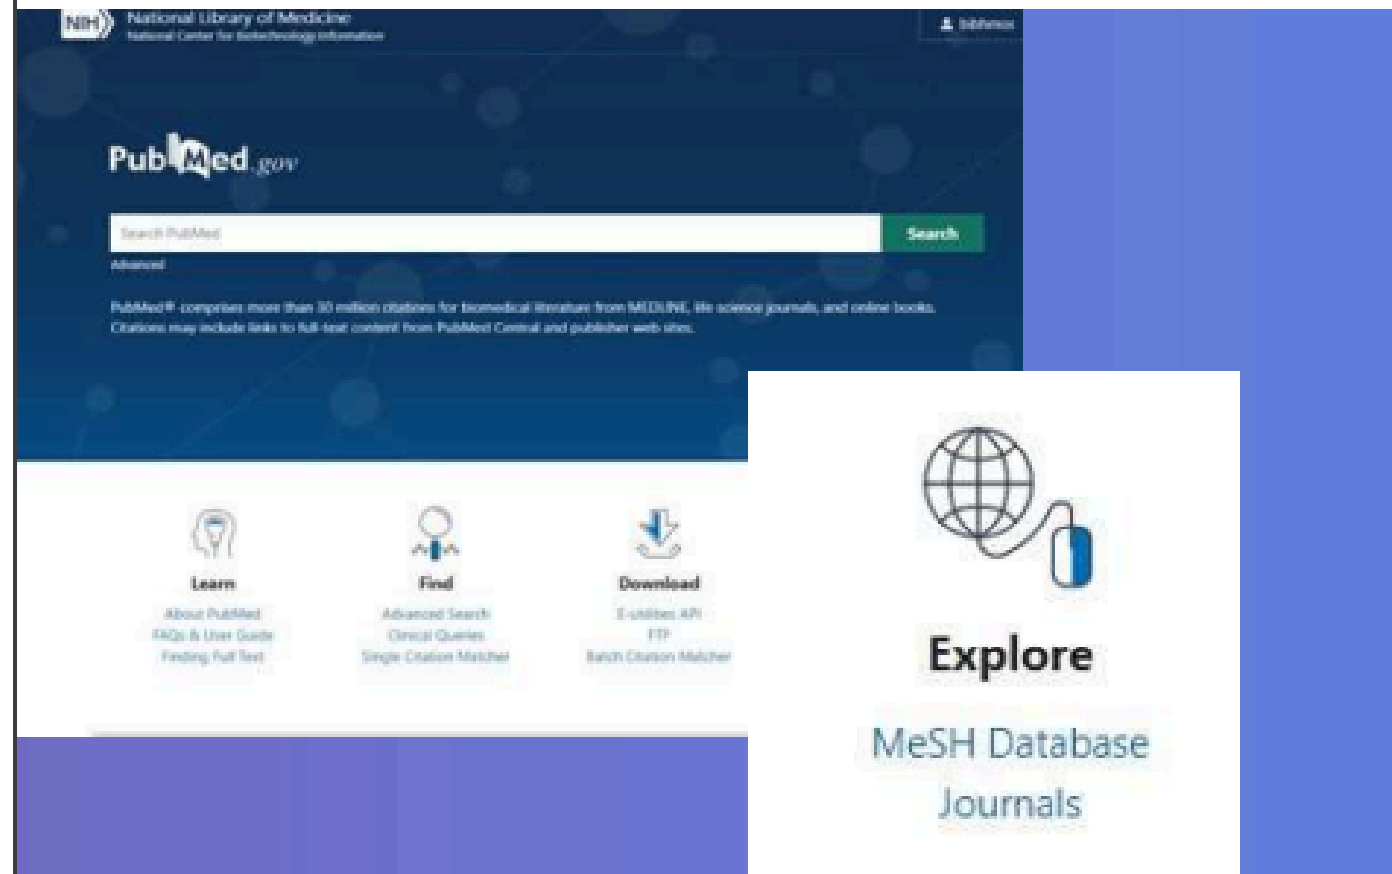 NIH
National Library of Medicine
National Center for Biotechnology Information
PubMed.gov
Search PubMed
Search
Advanced
PubMed® comprises more than 30 million citations for biomedical literature from MEDLINE, life science journals, and online books.
Citations may include links to full-text content from PubMed Central and publisher web sites.
Learn
About PubMed
FAQs & User Guide
Finding Full Text
Find
Advanced Search
Clinical Queries
Single Citation Matcher
Download
E-utilities API
FTP
Batch Citation Matcher
Explore
MeSH Database
Journals